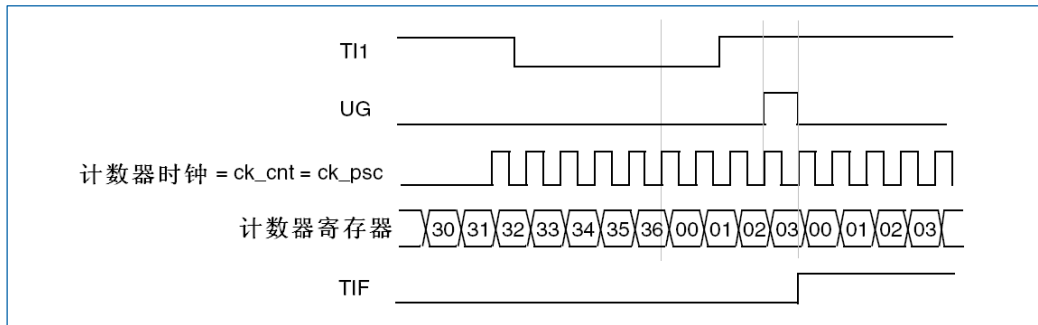 TI1
UG
计数器时钟 = ck_cnt = ck_psc
计数器寄存器 30 31 32 33 34 35 36 00 01 02 03 00 01 02 03
TIF